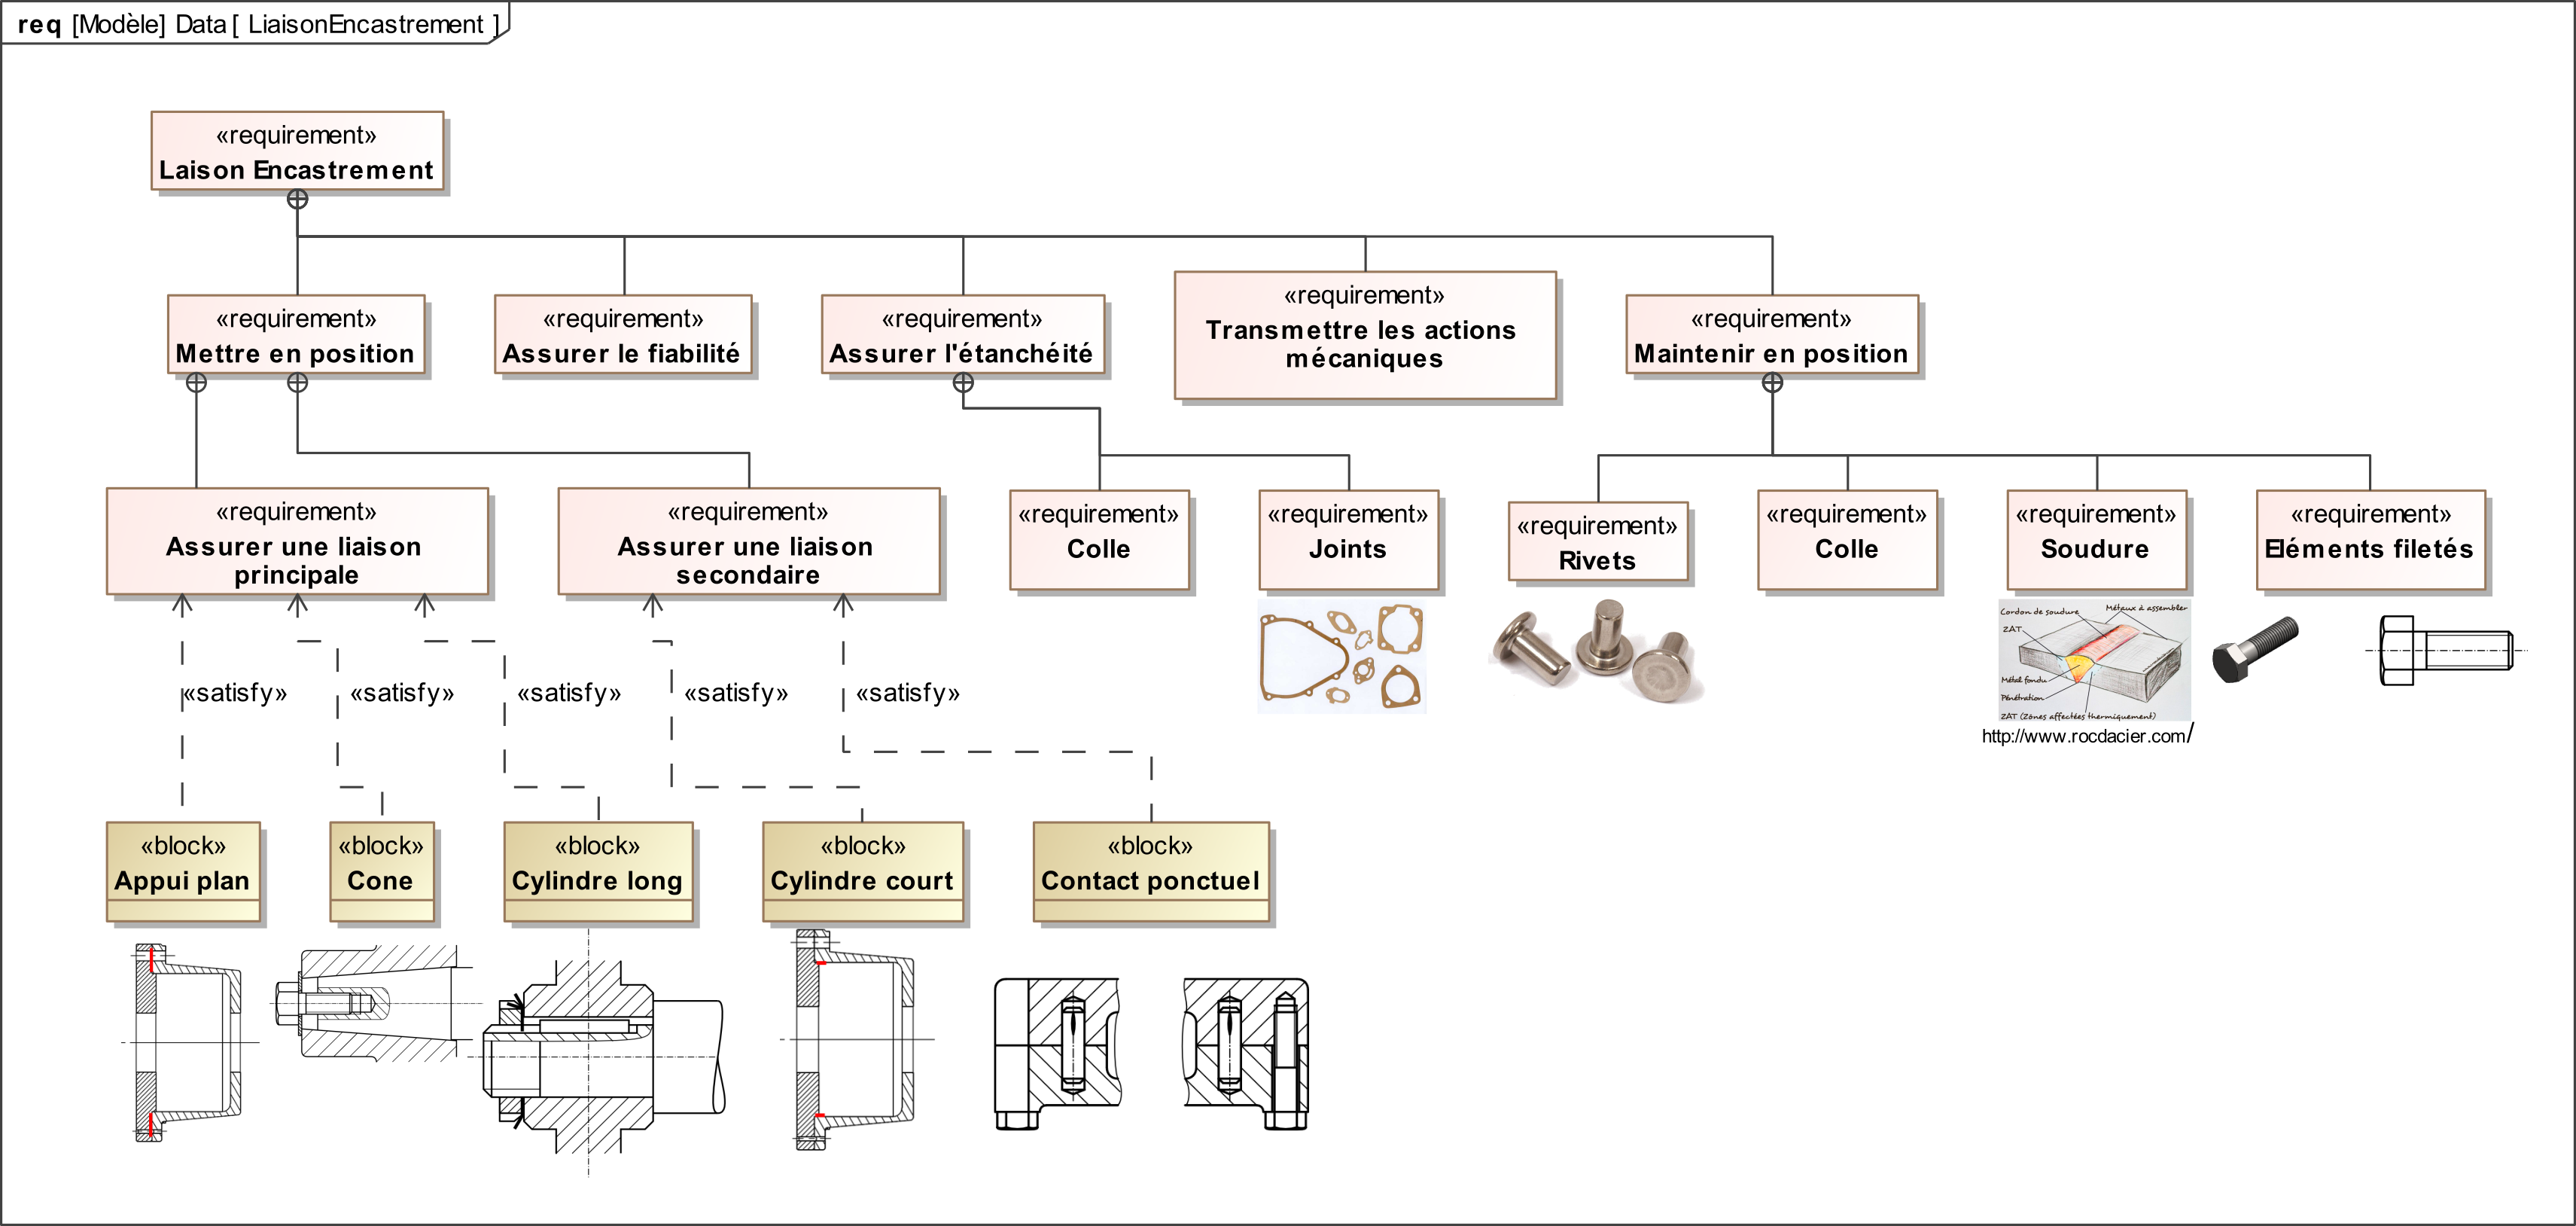 req [Modèle] Data [ LiaisonEncastrement ]
«requirement»
Laison Encastrement
«requirement»
Mettre en position
«requirement»
Assurer le fiabilité
«requirement»
Assurer l'étanchéité
«requirement»
Transmettre les actions
mécaniques
«requirement»
Maintenir en position
«requirement»
Assurer une liaison
principale
«requirement»
Assurer une liaison
secondaire
«requirement»
Colle
«requirement»
Joints
«requirement»
Rivets
«requirement»
Colle
«requirement»
Soudure
«requirement»
Eléments filetés
Cordon de soudure
Métaux à assembler
ZAT
Métal fondu
Pénétration
ZAT (Zones affectées thermiquement)
http://www.rocdacier.com/
«satisfy»
«satisfy»
«satisfy»
«satisfy»
«satisfy»
«block»
Appui plan
«block»
Cone
«block»
Cylindre long
«block»
Cylindre court
«block»
Contact ponctuel